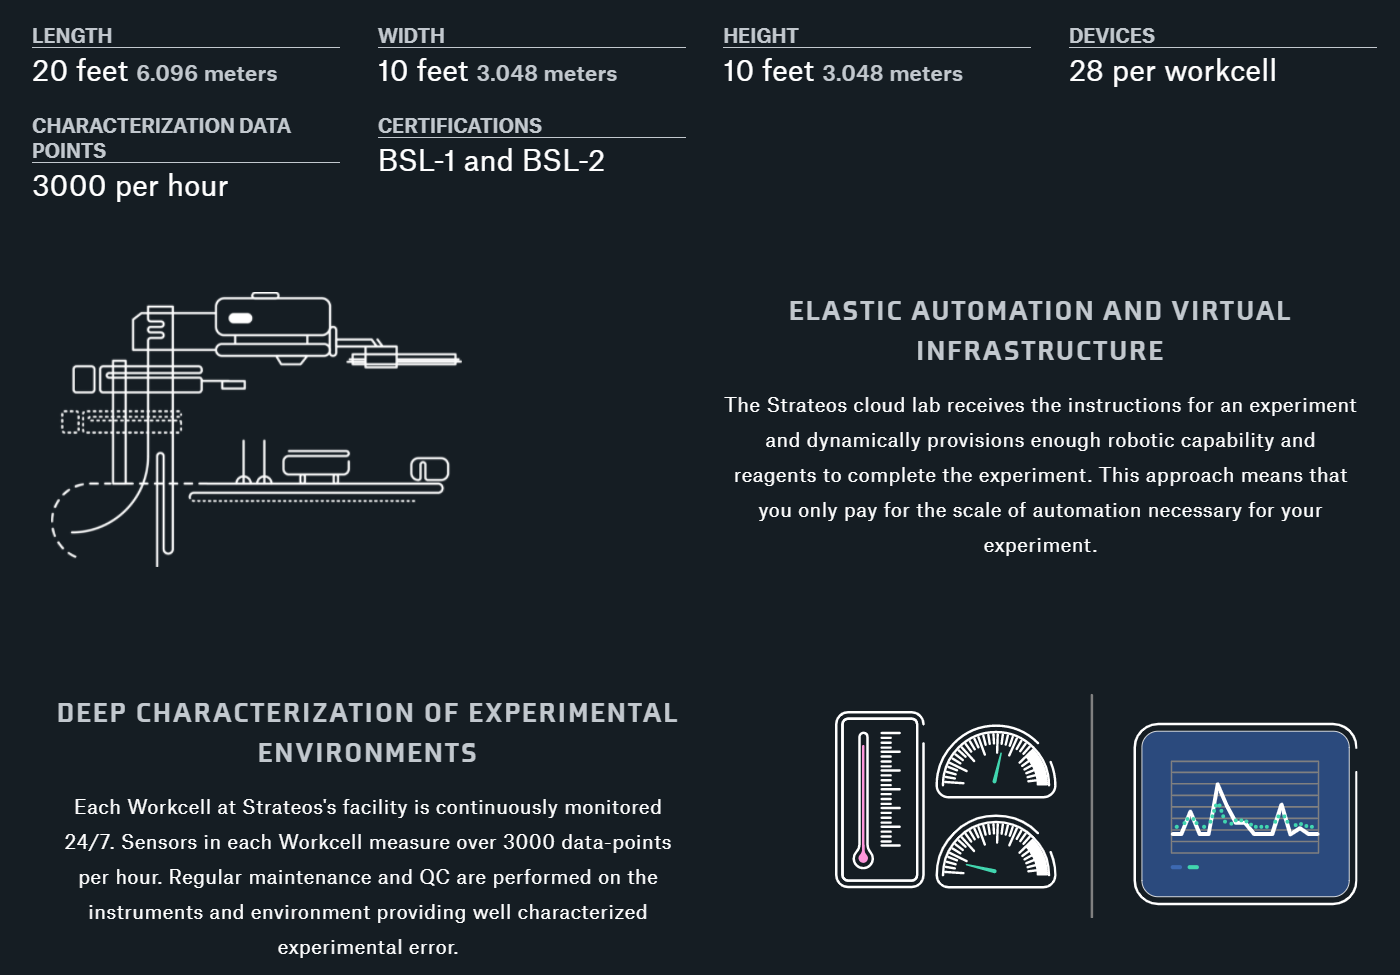 LENGTH
20 feet 6.096 meters
WIDTH
10 feet 3.048 meters
HEIGHT
10 feet 3.048 meters
DEVICES
28 per workcell
CHARACTERIZATION DATA
POINTS
3000 per hour
CERTIFICATIONS
BSL-1 and BSL-2
ELASTIC AUTOMATION AND VIRTUAL
INFRASTRUCTURE
The Strateos cloud lab receives the instructions for an experiment
and dynamically provisions enough robotic capability and
reagents to complete the experiment. This approach means that
you only pay for the scale of automation necessary for your
experiment.
DEEP CHARACTERIZATION OF EXPERIMENTAL
ENVIRONMENTS
Each Workcell at Strateos's facility is continuously monitored
24/7. Sensors in each Workcell measure over 3000 data-points
per hour. Regular maintenance and QC are performed on the
instruments and environment providing well characterized
experimental error.